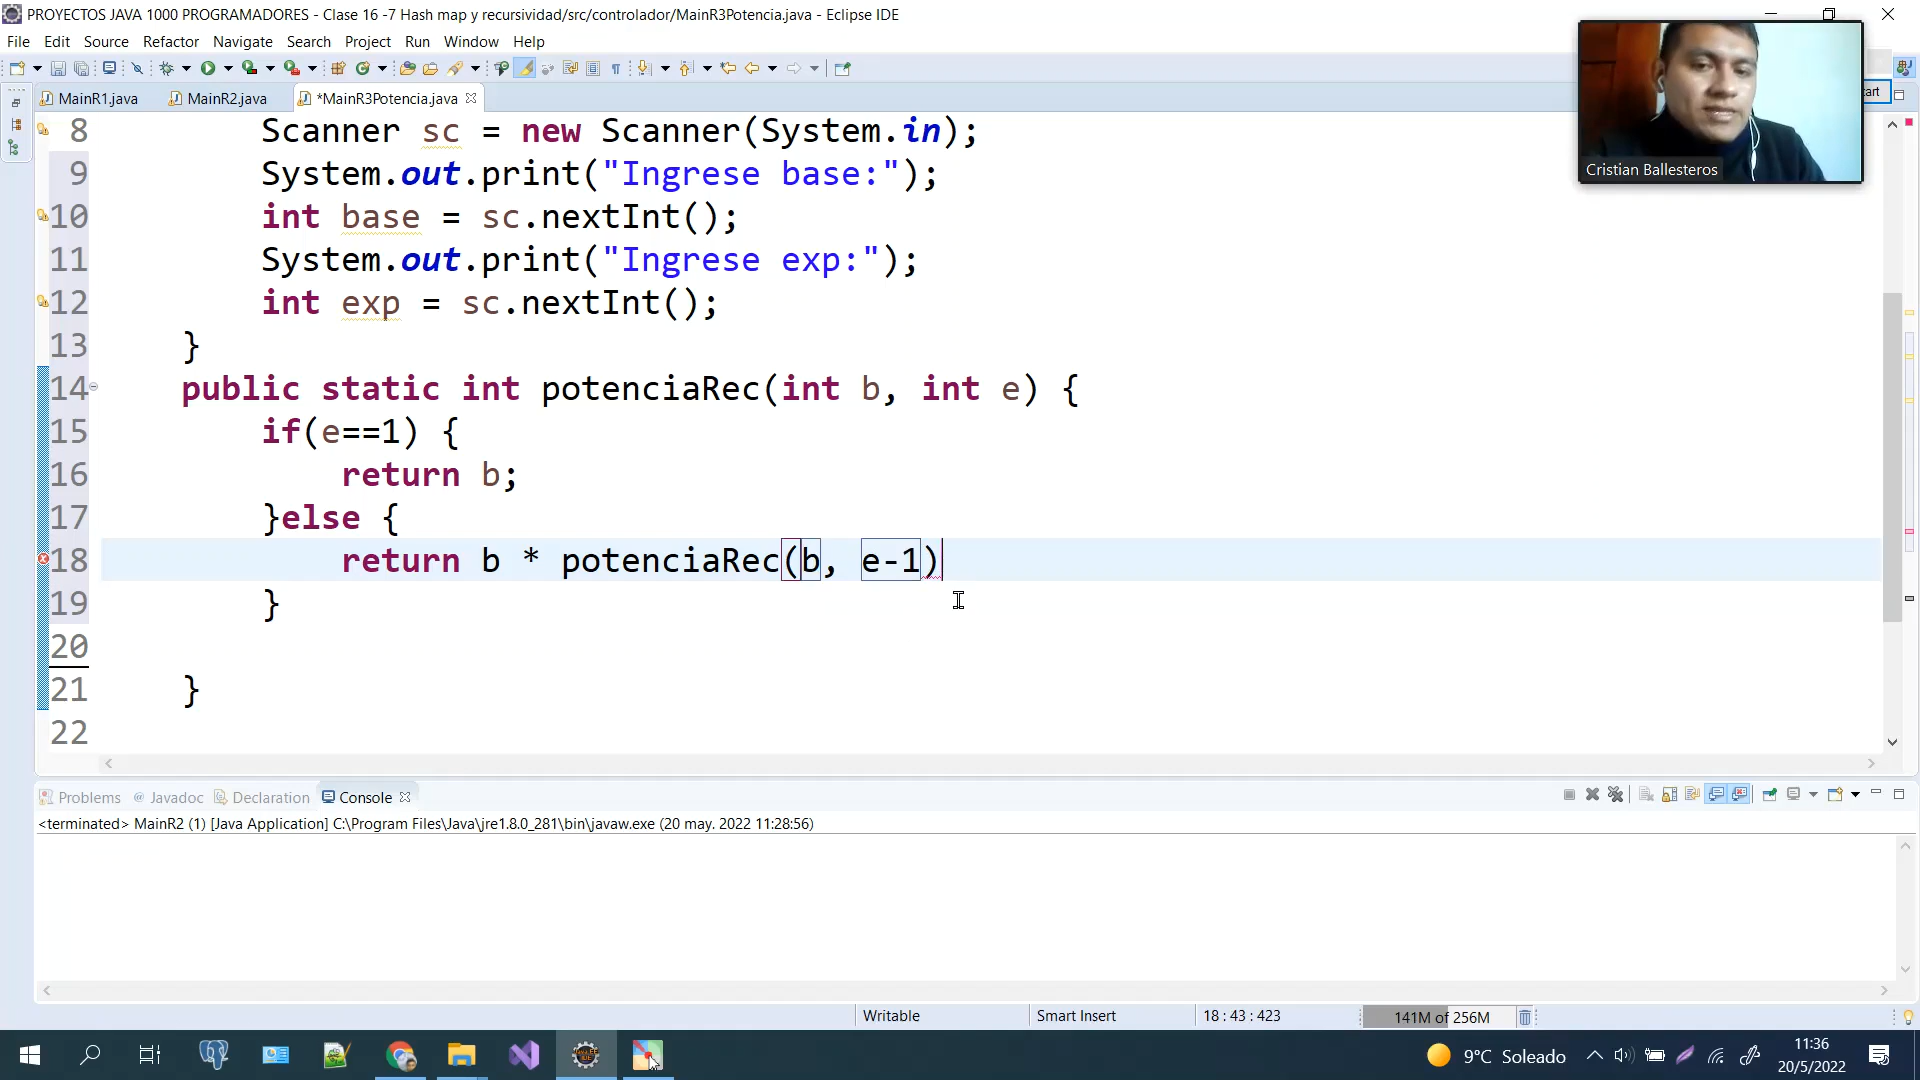 PROYECTOS JAVA 1000 PROGRAMADORES - Clase 16 -7 Hash map y recursividad/src/controlador/MainR3Potencia.java - Eclipse IDE
File Edit Source Refactor Navigate Search Project Run Window Help
MainR1.java MainR2.java *MainR3Potencia.java
8 Scanner sc = new Scanner(System.in);
9 System.out.print("Ingrese base:");
10 int base = sc.nextInt();
11 System.out.print("Ingrese exp:");
12 int exp = sc.nextInt();
13 }
14 public static int potenciaRec(int b, int e) {
15 if(e==1) {
16 return b;
17 }else {
18 return b * potenciaRec(b, e-1)
19 }
20
21 }
22
Cristian Ballesteros
Problems Javadoc Declaration Console
<terminated> MainR2 (1) [Java Application] C:\Program Files\Java\jre1.8.0_281\bin\javaw.exe (20 may. 2022 11:28:56)
Writable Smart Insert 18 : 43 : 423 141M of 256M
9°C Soleado 11:36
20/5/2022